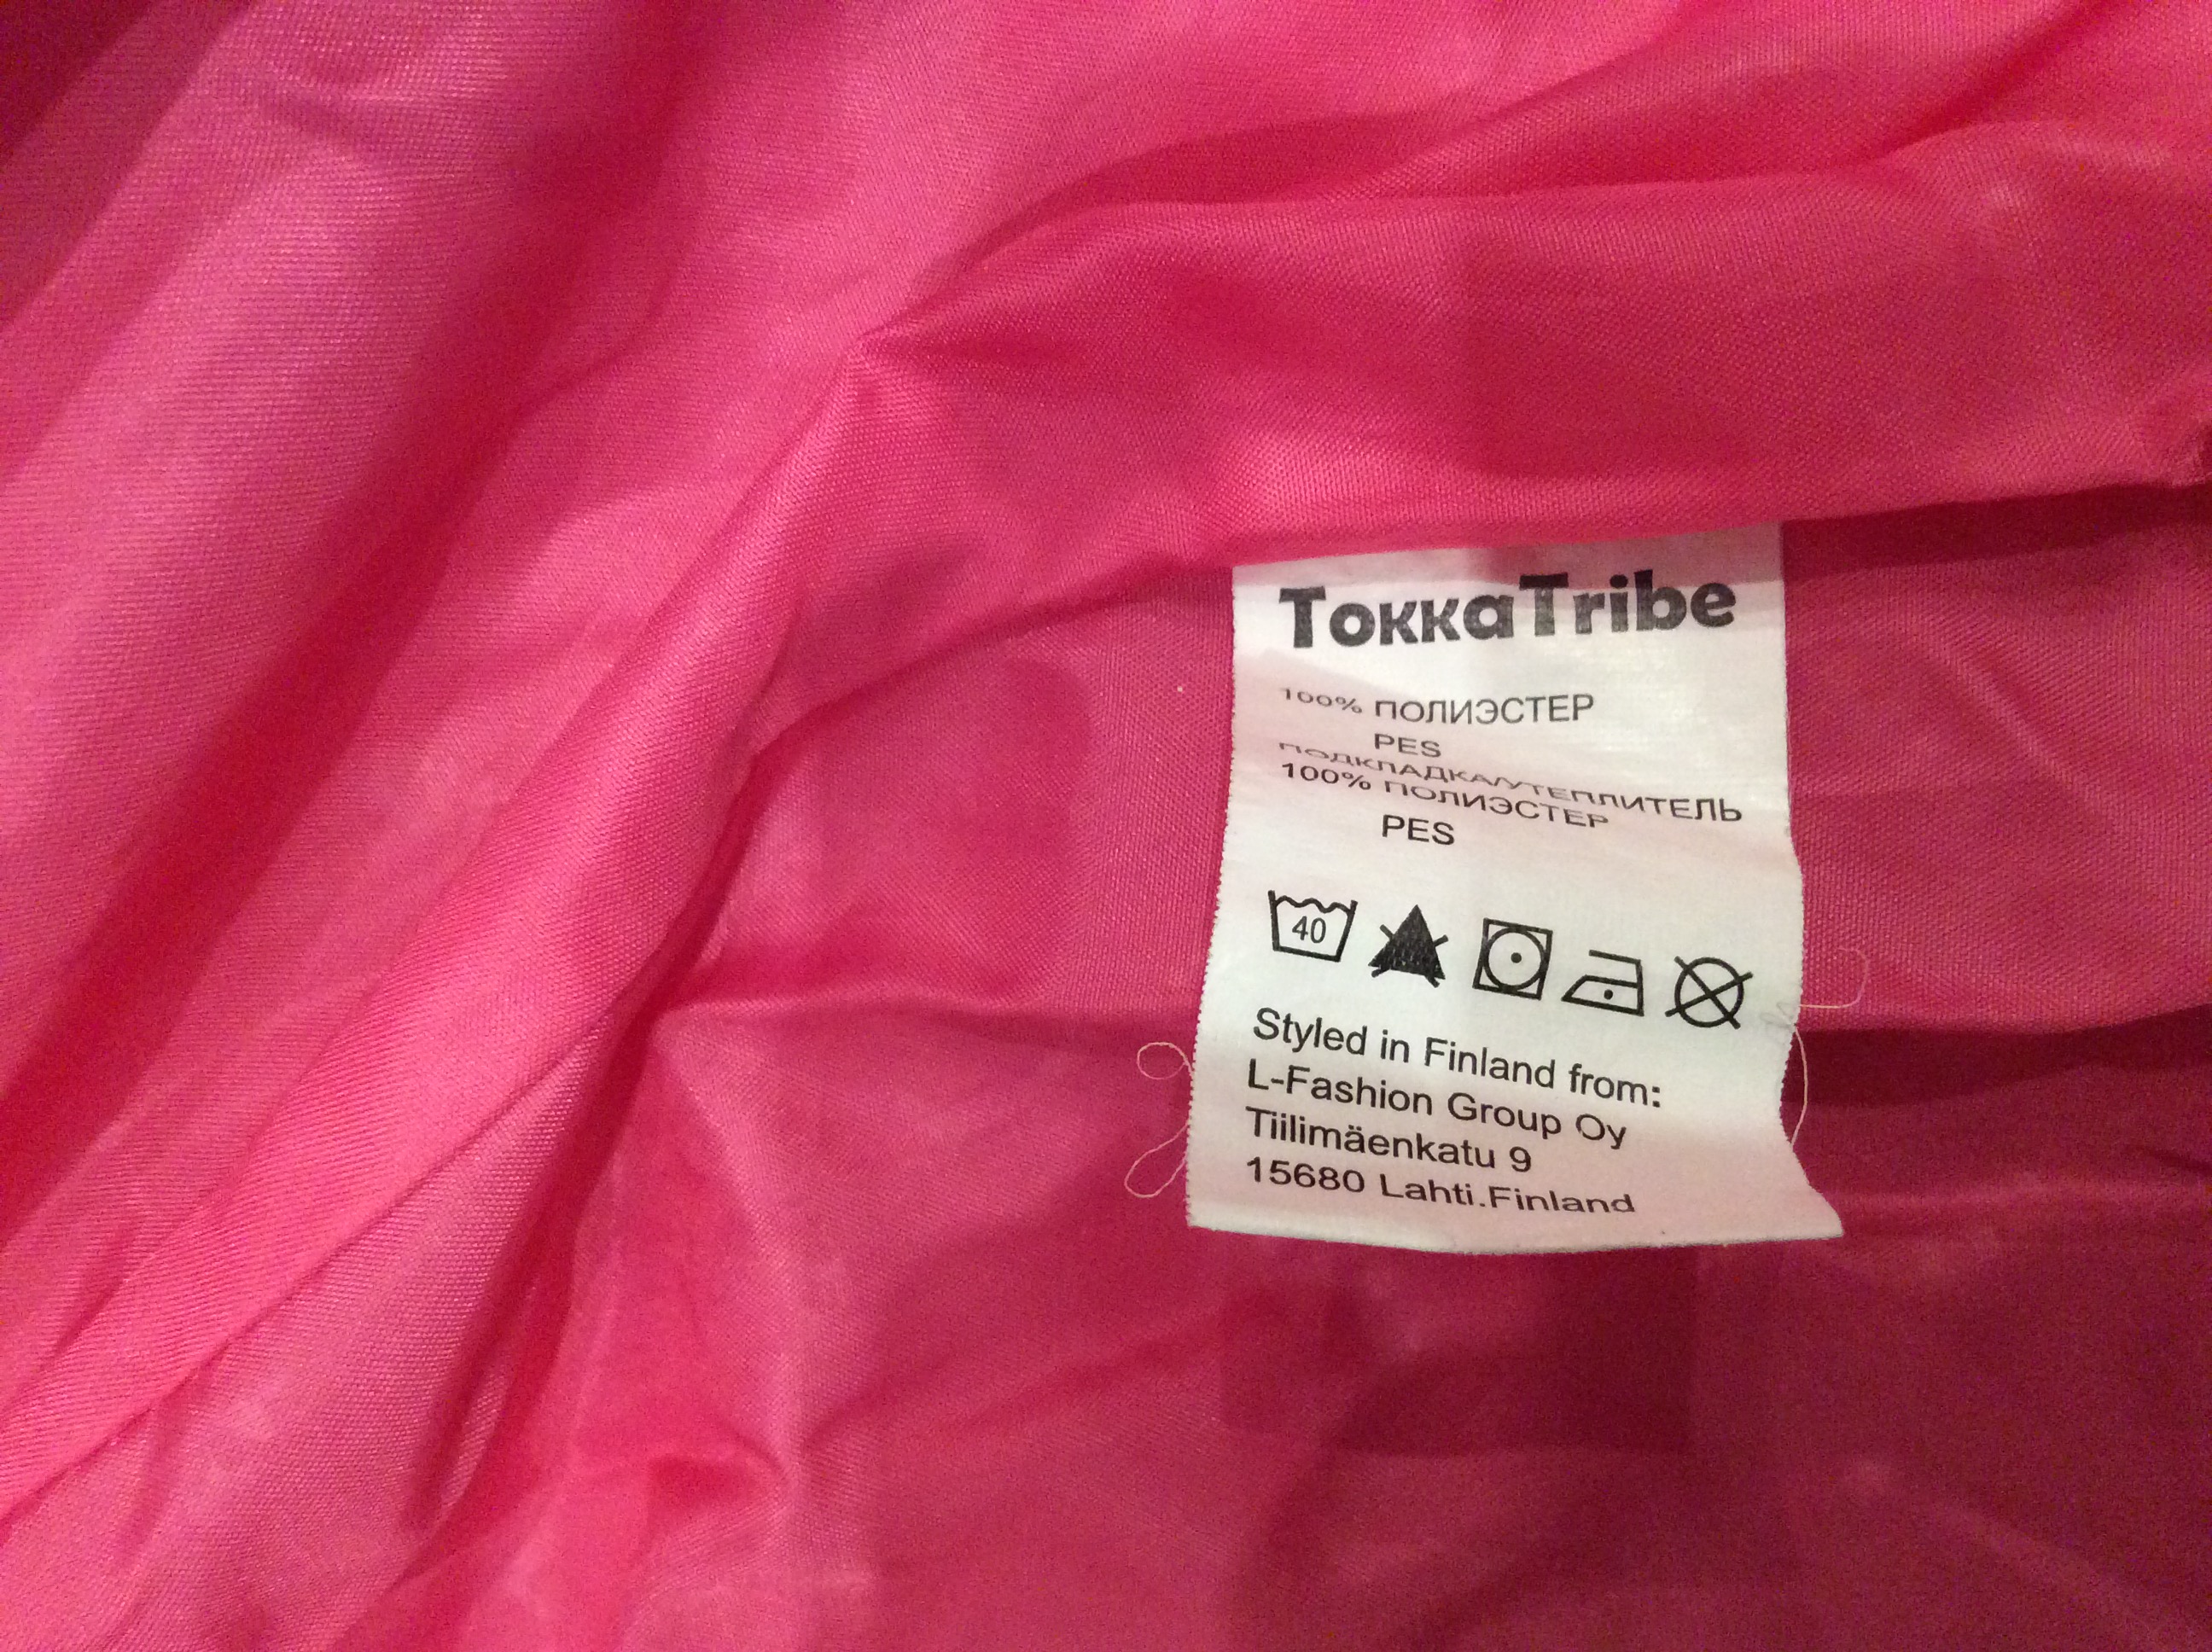 TokkaTribe
100% ПОЛИЭСТЕР
PES
ПОДКЛАДКА/УТЕПЛИТЕЛЬ
100% ПОЛИЭСТЕР
PES
40
Styled in Finland from:
L-Fashion Group Oy
Tiilimäenkatu 9
15680 Lahti.Finland